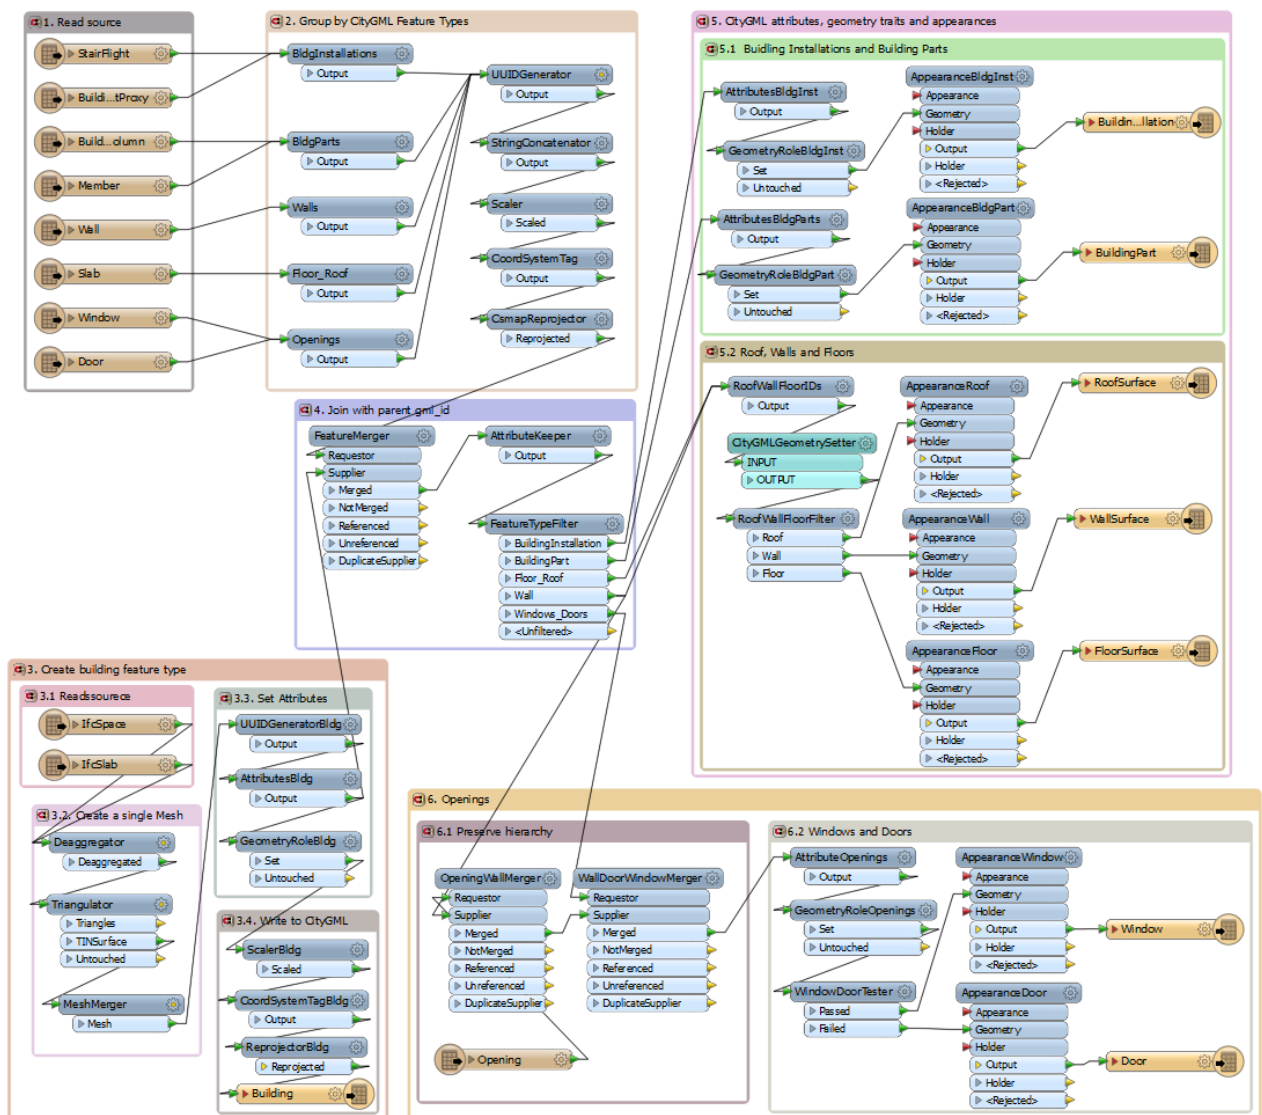 1. Read source
StairFlight
Buildi...tProxy
Build...olumn
Member
Wall
Slab
Window
Door
2. Group by CityGML Feature Types
BldgInstallations
Output
BldgParts
Output
Walls
Output
Floor_Roof
Output
Openings
Output
UUIDGenerator
Output
StringConcatenator
Output
Scaler
Scaled
CoordSystemTag
Output
CsmapReprojector
Reprojected
4. Join with parent_gml_id
FeatureMerger
Requestor
Supplier
Merged
NotMerged
Referenced
Unreferenced
DuplicateSupplier
AttributeKeeper
Output
FeatureTypeFilter
BuildingInstallation
BuildingPart
Floor_Roof
Wall
Windows_Doors
<Unfiltered>
5. CityGML attributes, geometry traits and appearances
5.1 Buidling Installations and Building Parts
AttributesBldgInst
Output
GeometryRoleBldgInst
Set
Untouched
AttributesBldgParts
Output
GeometryRoleBldgPart
Set
Untouched
AppearanceBldgInst
Appearance
Geometry
Holder
Output
Holder
<Rejected>
AppearanceBldgPart
Appearance
Geometry
Holder
Output
Holder
<Rejected>
Buildin...llation
BuildingPart
5.2 Roof, Walls and Floors
RoofWallFloorIDs
Output
CityGMLGeometrySetter
INPUT
OUTPUT
RoofWallFloorFilter
Roof
Wall
Floor
AppearanceRoof
Appearance
Geometry
Holder
Output
Holder
<Rejected>
AppearanceWall
Appearance
Geometry
Holder
Output
Holder
<Rejected>
AppearanceFloor
Appearance
Geometry
Holder
Output
Holder
<Rejected>
RoofSurface
WallSurface
FloorSurface
3. Create building feature type
3.1 Readssourece
IfcSpace
IfcSlab
3.2. Create a single Mesh
Deaggregator
Deaggregated
Triangulator
Triangles
TINSurface
Untouched
MeshMerger
Mesh
3.3. Set Attributes
UUIDGeneratorBldg
Output
AttributesBldg
Output
GeometryRoleBldg
Set
Untouched
3.4. Write to CityGML
ScalerBldg
Scaled
CoordSystemTagBldg
Output
ReprojectorBldg
Reprojected
Building
6. Openings
6.1 Preserve hierarchy
OpeningWallMerger
Requestor
Supplier
Merged
NotMerged
Referenced
Unreferenced
DuplicateSupplier
WallDoorWindowMerger
Requestor
Supplier
Merged
NotMerged
Referenced
Unreferenced
DuplicateSupplier
Opening
6.2 Windows and Doors
AttributeOpenings
Output
GeometryRoleOpenings
Set
Untouched
WindowDoorTester
Passed
Failed
AppearanceWindow
Appearance
Geometry
Holder
Output
Holder
<Rejected>
AppearanceDoor
Appearance
Geometry
Holder
Output
Holder
<Rejected>
Window
Door